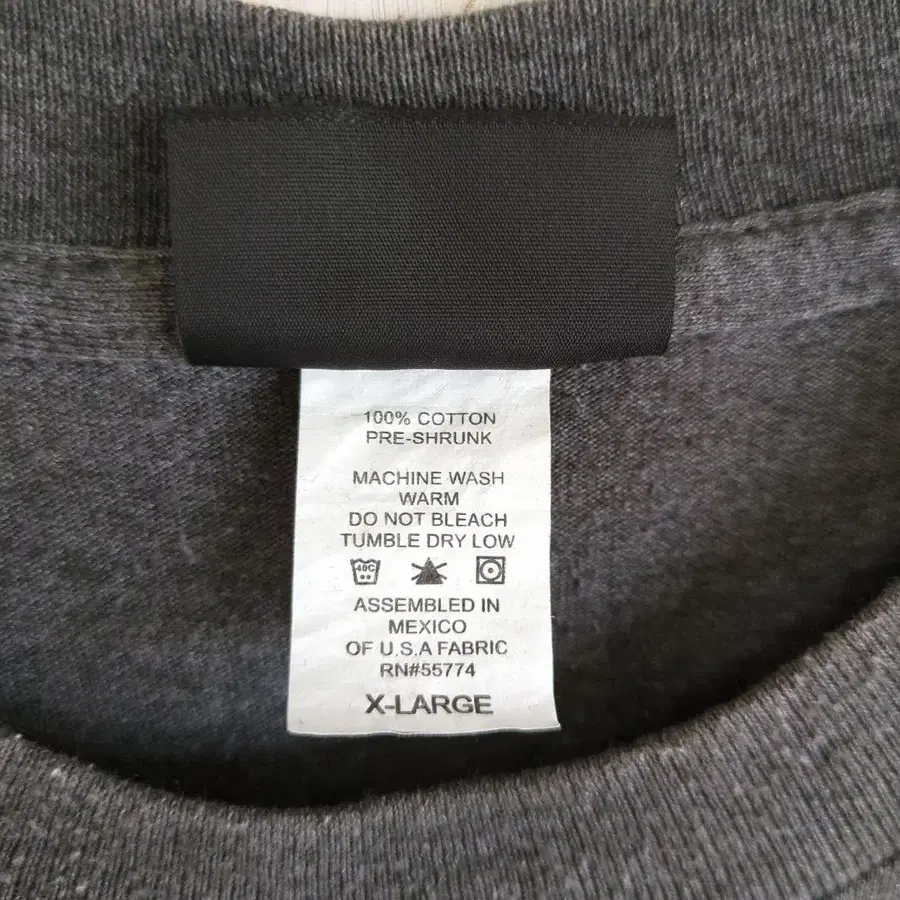 100% COTTON
PRE-SHRUNK
MACHINE WASH
WARM
DO NOT BLEACH
TUMBLE DRY LOW
40C
ASSEMBLED IN
MEXICO
OF U.S.A FABRIC
RN#55774
X-LARGE